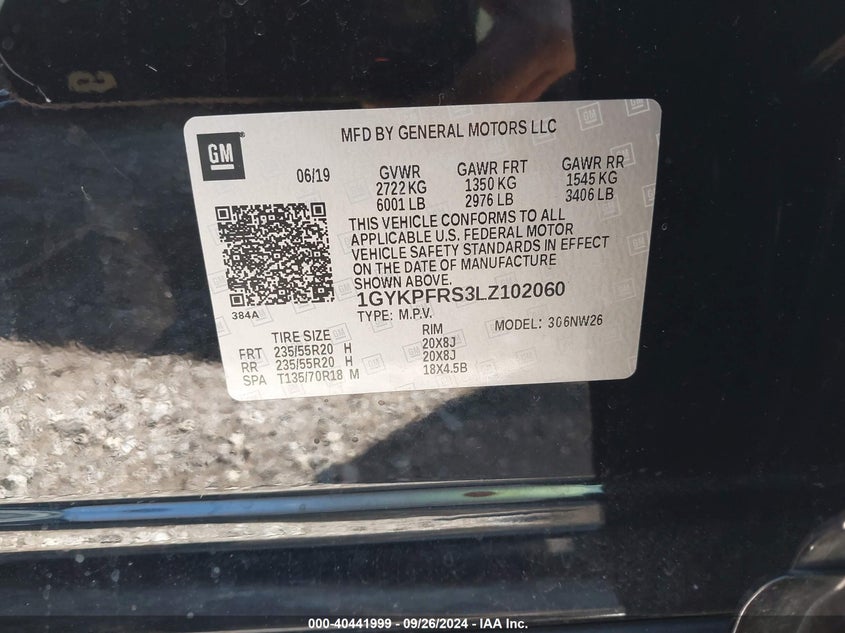 GM
MFD BY GENERAL MOTORS LLC
06/19
GVWR GAWR FRT GAWR RR
2722 KG 1350 KG 1545 KG
6001 LB 2976 LB 3406 LB
THIS VEHICLE CONFORMS TO ALL
APPLICABLE U.S. FEDERAL MOTOR
VEHICLE SAFETY STANDARDS IN EFFECT
ON THE DATE OF MANUFACTURE
SHOWN ABOVE.
384A
1GYKPFRS3LZ102060
TYPE: M.P.V. MODEL: 306NW26
TIRE SIZE RIM
FRT 235/55R20 H 20X8J
RR 235/55R20 H 20X8J
SPA T135/70R18 M 18X4.5B
000-40441999 / 09/26/2024 - IAA Inc.